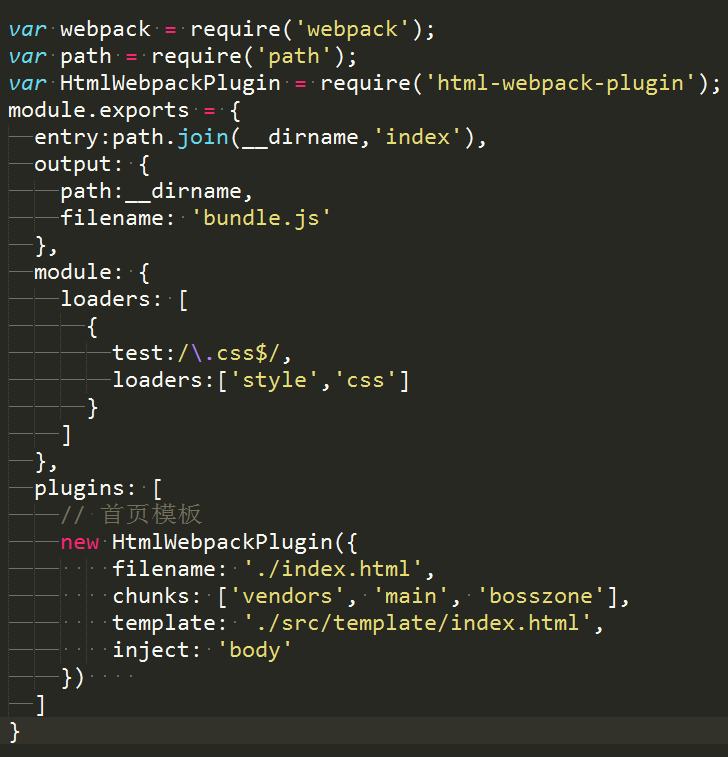 var webpack = require('webpack');
var path = require('path');
var HtmlWebpackPlugin = require('html-webpack-plugin');
module.exports = {
entry:path.join(__dirname,'index'),
output: {
path:__dirname,
filename: 'bundle.js'
},
module: {
loaders: [
{
test:/\.css$/,
loaders:['style','css']
}
]
},
plugins: [
// 首页模板
new HtmlWebpackPlugin({
filename: './index.html',
chunks: ['vendors', 'main', 'bosszone'],
template: './src/template/index.html',
inject: 'body'
})
]
}